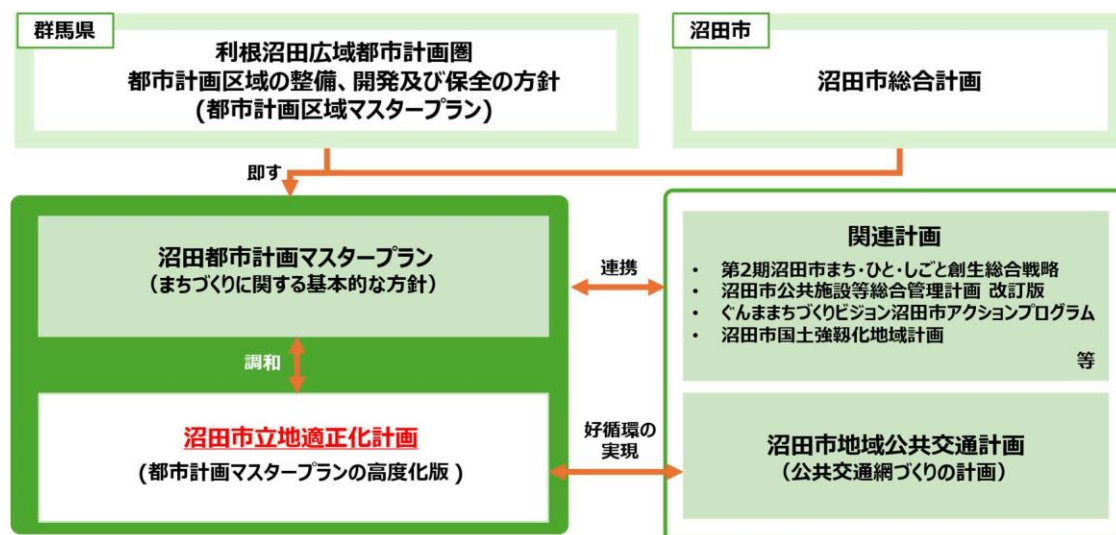 群馬県
利根沼田広域都市計画圏
都市計画区域の整備、開発及び保全の方針
(都市計画区域マスタープラン)
沼田市
沼田市総合計画
即す
沼田都市計画マスタープラン
（まちづくりに関する基本的な方針）
調和
沼田市立地適正化計画
(都市計画マスタープランの高度化版 )
連携
好循環の
実現
関連計画
・ 第2期沼田市まち・ひと・しごと創生総合戦略
・ 沼田市公共施設等総合管理計画 改訂版
・ ぐんままちづくりビジョン沼田市アクションプログラム
・ 沼田市国土強靱化地域計画
等
沼田市地域公共交通計画
（公共交通網づくりの計画）